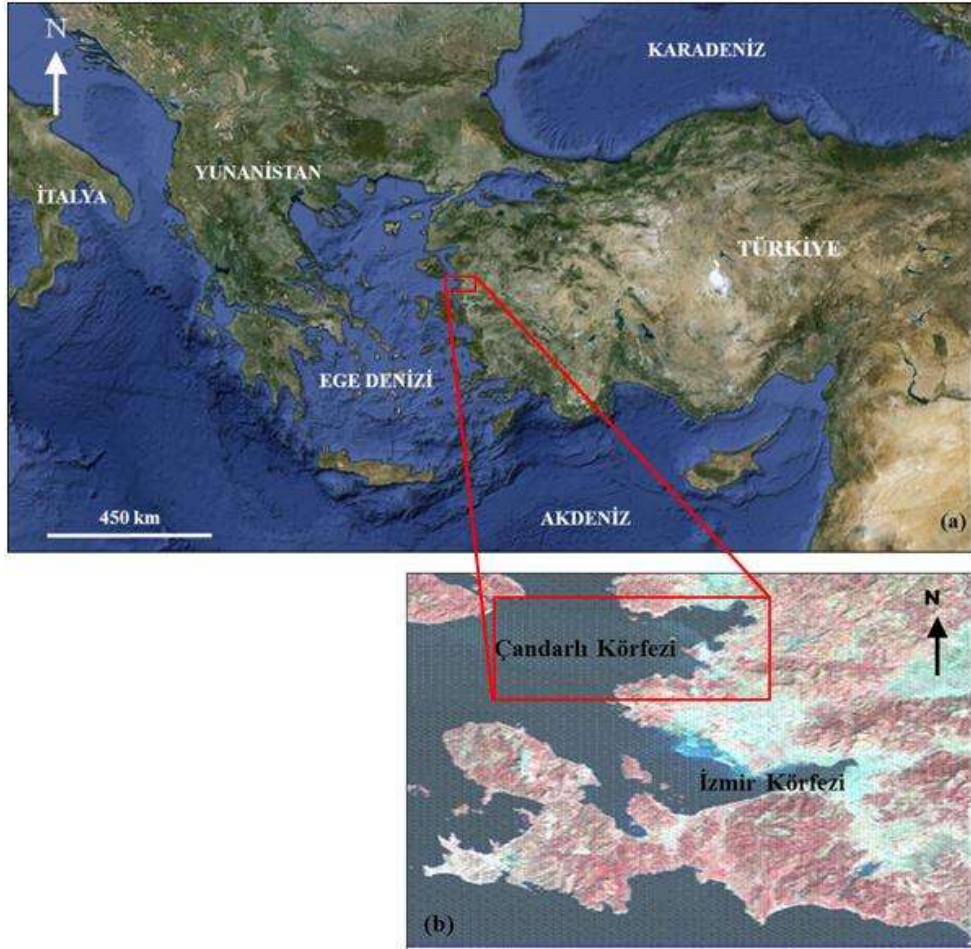 N
KARADENİZ
YUNANİSTAN
İTALYA
TÜRKİYE
EGE DENİZİ
450 km
AKDENİZ
(a)
N
Çandarlı Körfezi
İzmir Körfezi
(b)